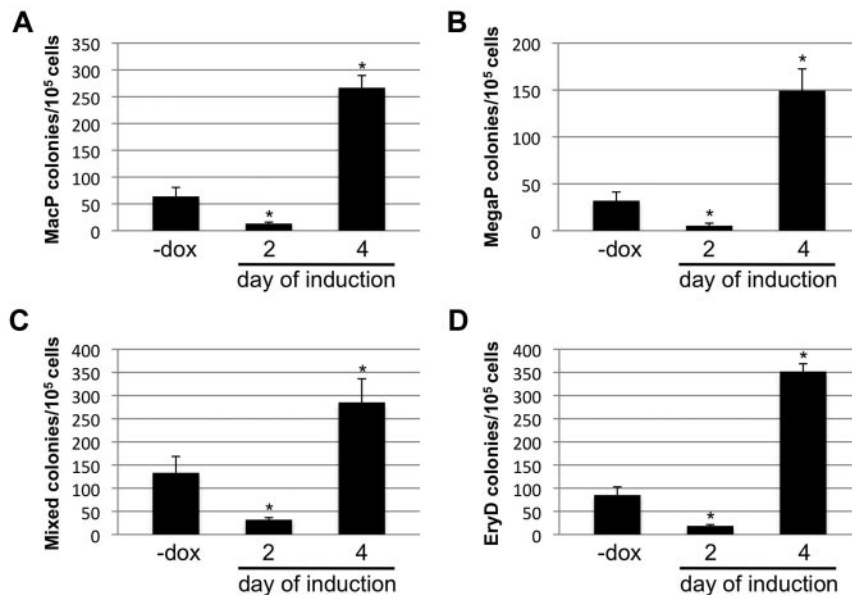 A
MacP colonies/10⁵ cells
350
300
250
200
150
100
50
0
*
*
-dox 2 4
day of induction
B
MegaP colonies/10⁵ cells
200
150
100
50
0
*
*
-dox 2 4
day of induction
C
Mixed colonies/10⁵ cells
400
350
300
250
200
150
100
50
0
*
*
-dox 2 4
day of induction
D
EryD colonies/10⁵ cells
400
350
300
250
200
150
100
50
0
*
*
-dox 2 4
day of induction